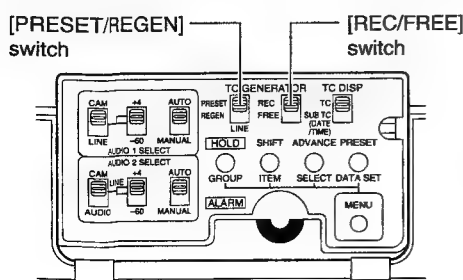 [PRESET/REGEN] [REC/FREE]
switch switch
TC GENERATOR TC DISP
CAM +4 AUTO PRESET REC TC
REGEN FREE SUB TC
(DATE
/TIME)
LINE -60 MANUAL LINE
AUDIO 1 SELECT
HOLD SHIFT ADVANCE PRESET
AUDIO 2 SELECT
CAM LINE +4 AUTO
GROUP ITEM SELECT DATA SET
AUDIO -60 MANUAL
ALARM MENU